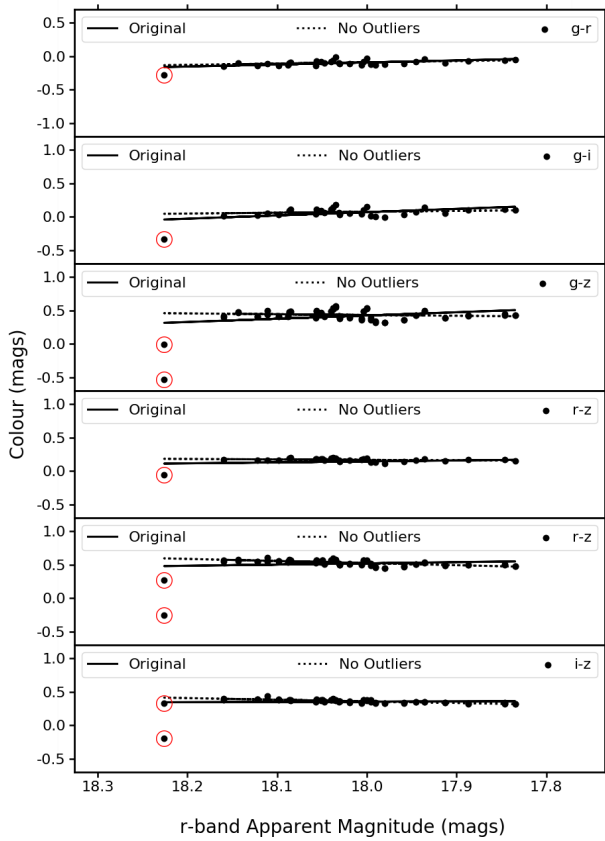 0.5
Original No Outliers g-r
0.0
-0.5
-1.0
0.5
Original No Outliers g-i
0.0
-0.5
1.0
Original No Outliers g-z
0.5
0.0
-0.5
1.0
Original No Outliers r-z
0.5
0.0
-0.5
1.0
Original No Outliers r-z
0.5
0.0
-0.5
1.0
Original No Outliers i-z
0.5
0.0
-0.5
Colour (mags)
18.3 18.2 18.1 18.0 17.9 17.8
r-band Apparent Magnitude (mags)